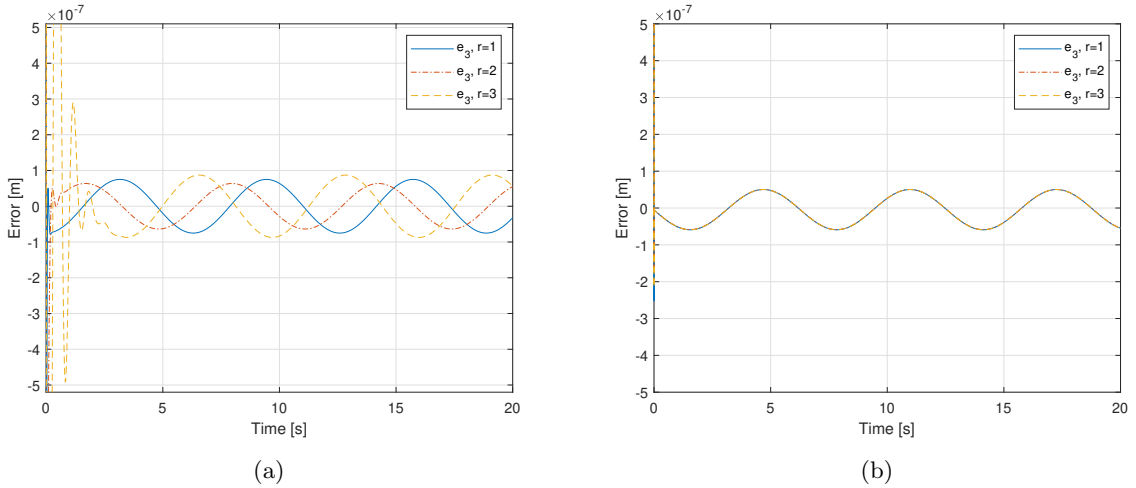 ×10⁻⁷
5
4
3
2
1
0
-1
-2
-3
-4
-5
Error [m]
0
5
10
15
20
Time [s]
e₃, r=1
e₃, r=2
e₃, r=3
(a)
×10⁻⁷
5
4
3
2
1
0
-1
-2
-3
-4
-5
Error [m]
0
5
10
15
20
Time [s]
e₃, r=1
e₃, r=2
e₃, r=3
(b)